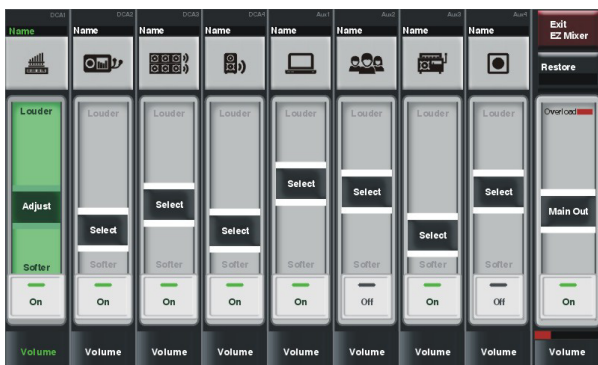 DCA1 DCA2 DCA3 DCA4 Aux1 Aux2 Aux3 Aux4
Name Name Name Name Name Name Name Name
Exit
EZ Mixer
Restore
Louder Louder Louder Louder Louder Louder Louder Louder Overload
Adjust Select Select Select Select Select Select Select Main Out
Softer Softer Softer Softer Softer Softer Softer Softer
On On On On On Off On Off On
Volume Volume Volume Volume Volume Volume Volume Volume Volume